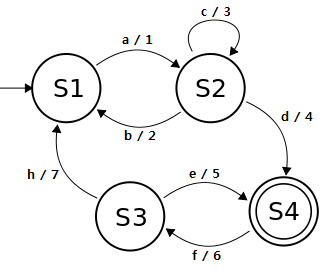 c / 3
a / 1
S1
S2
b / 2
d / 4
h / 7
e / 5
S3
S4
f / 6